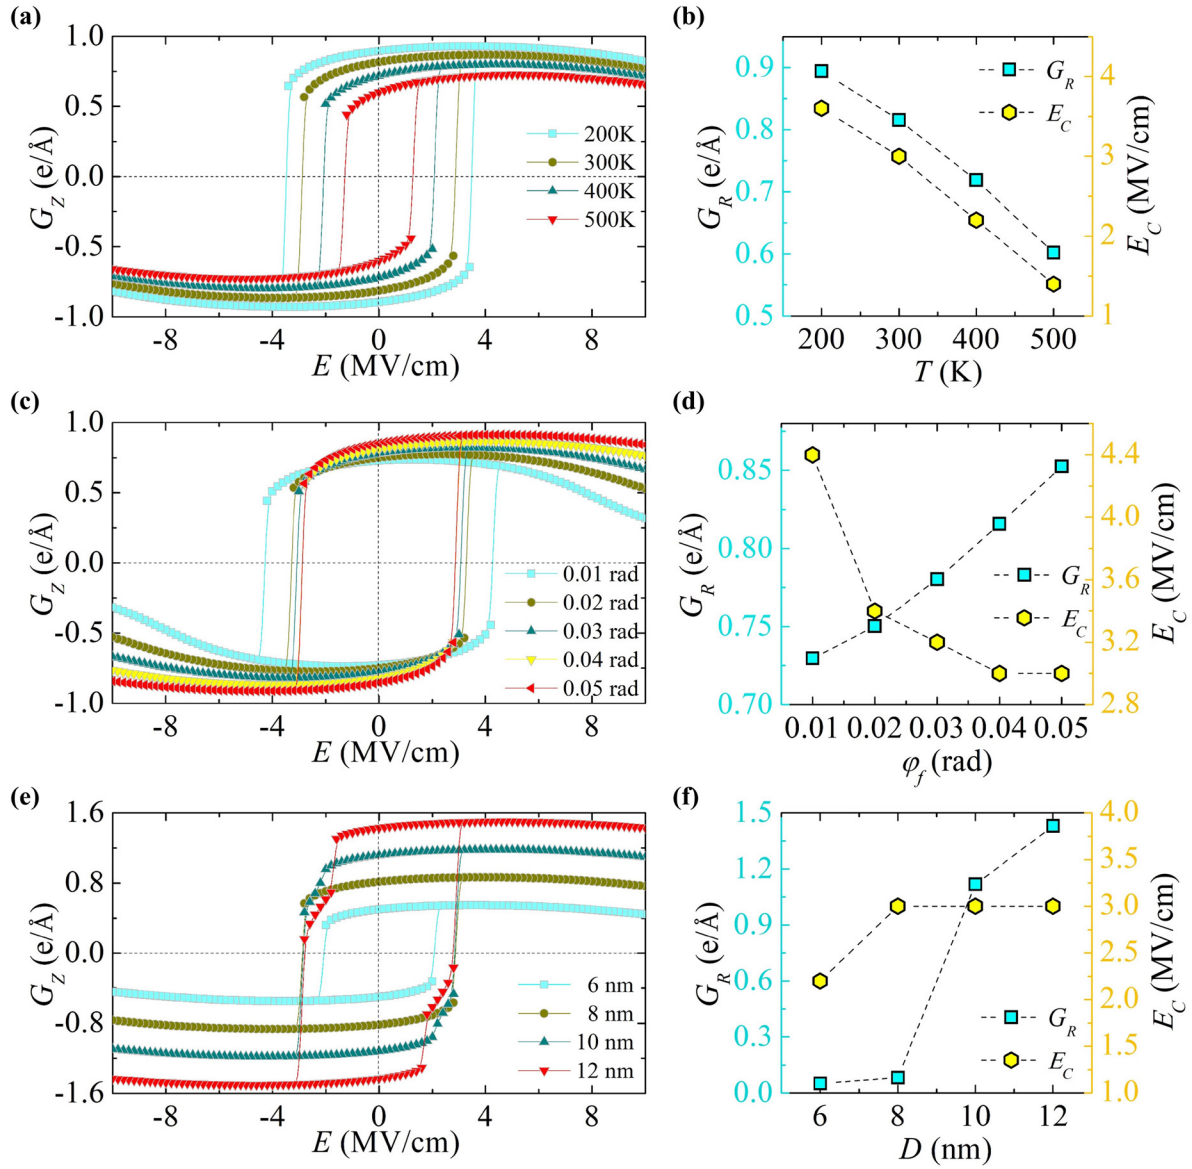 (a)
1.0
0.5
0.0
-0.5
-1.0
G_Z (e/Å)
200K
300K
400K
500K
-8 -4 0 4 8
E (MV/cm)
(b)
0.9
0.8
0.7
0.6
0.5
G_R (e/Å)
G_R
E_C
4
3
2
1
E_C (MV/cm)
200 300 400 500
T (K)
(c)
1.0
0.5
0.0
-0.5
-1.0
G_Z (e/Å)
0.01 rad
0.02 rad
0.03 rad
0.04 rad
0.05 rad
-8 -4 0 4 8
E (MV/cm)
(d)
0.85
0.80
0.75
0.70
G_R (e/Å)
G_R
E_C
4.4
4.0
3.6
3.2
2.8
E_C (MV/cm)
0.01 0.02 0.03 0.04 0.05
φ_f (rad)
(e)
1.6
0.8
0.0
-0.8
-1.6
G_Z (e/Å)
6 nm
8 nm
10 nm
12 nm
-8 -4 0 4 8
E (MV/cm)
(f)
1.5
1.2
0.9
0.6
0.3
0.0
G_R (e/Å)
G_R
E_C
4.0
3.5
3.0
2.5
2.0
1.5
1.0
E_C (MV/cm)
6 8 10 12
D (nm)